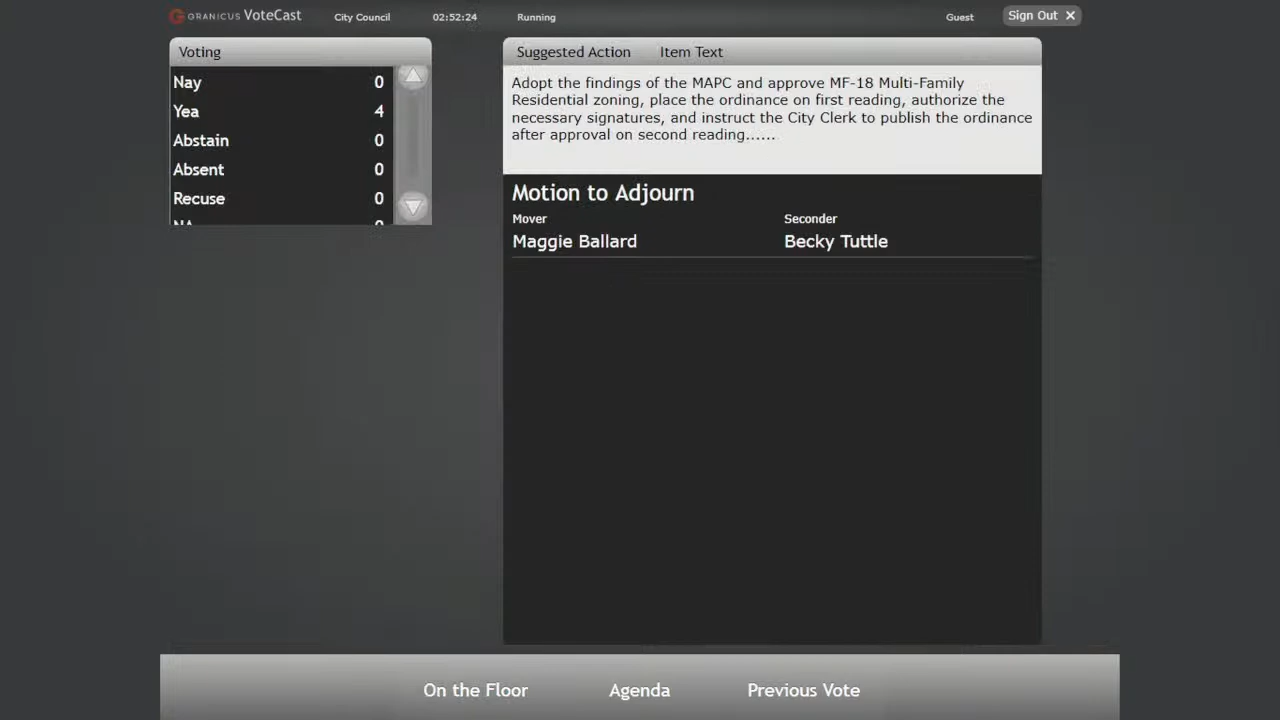 GRANICUS VoteCast City Council 02:52:24 Running Guest Sign Out ✕
Voting
Nay 0
Yea 4
Abstain 0
Absent 0
Recuse 0
Suggested Action Item Text
Adopt the findings of the MAPC and approve MF-18 Multi-Family
Residential zoning, place the ordinance on first reading, authorize the
necessary signatures, and instruct the City Clerk to publish the ordinance
after approval on second reading......
Motion to Adjourn
Mover Seconder
Maggie Ballard Becky Tuttle
On the Floor Agenda Previous Vote